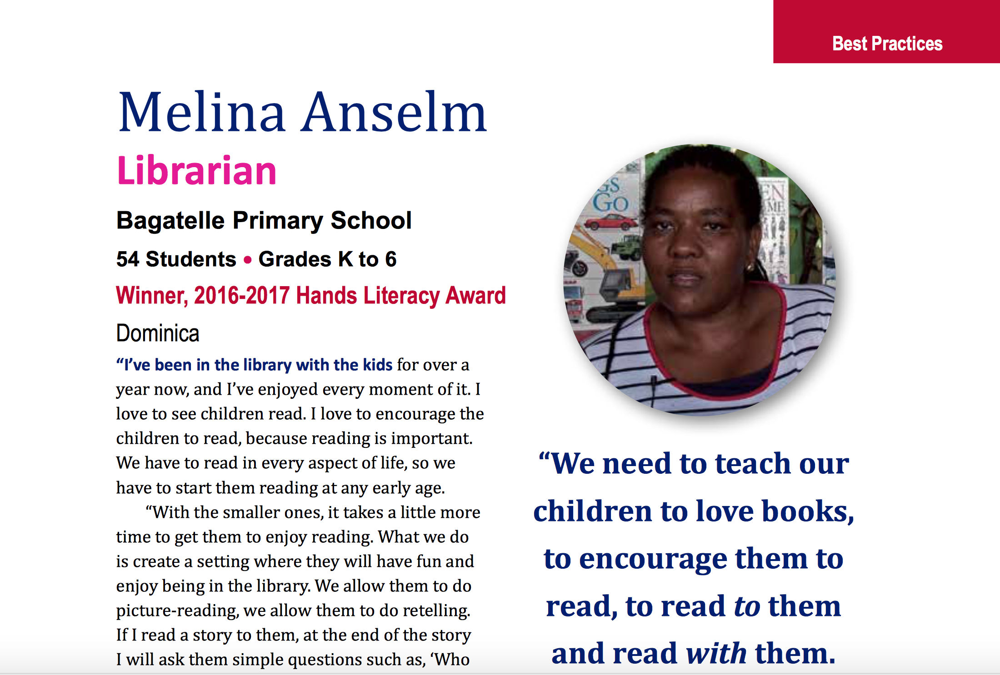 Best Practices
Melina Anselm
Librarian
Bagatelle Primary School
54 Students • Grades K to 6
Winner, 2016-2017 Hands Literacy Award
Dominica
“I’ve been in the library with the kids for over a
year now, and I’ve enjoyed every moment of it. I
love to see children read. I love to encourage the
children to read, because reading is important.
We have to read in every aspect of life, so we
have to start them reading at any early age.
“With the smaller ones, it takes a little more
time to get them to enjoy reading. What we do
is create a setting where they will have fun and
enjoy being in the library. We allow them to do
picture-reading, we allow them to do retelling.
If I read a story to them, at the end of the story
I will ask them simple questions such as, ‘Who
GS
GO
EN
ME
“We need to teach our
children to love books,
to encourage them to
read, to read to them
and read with them.